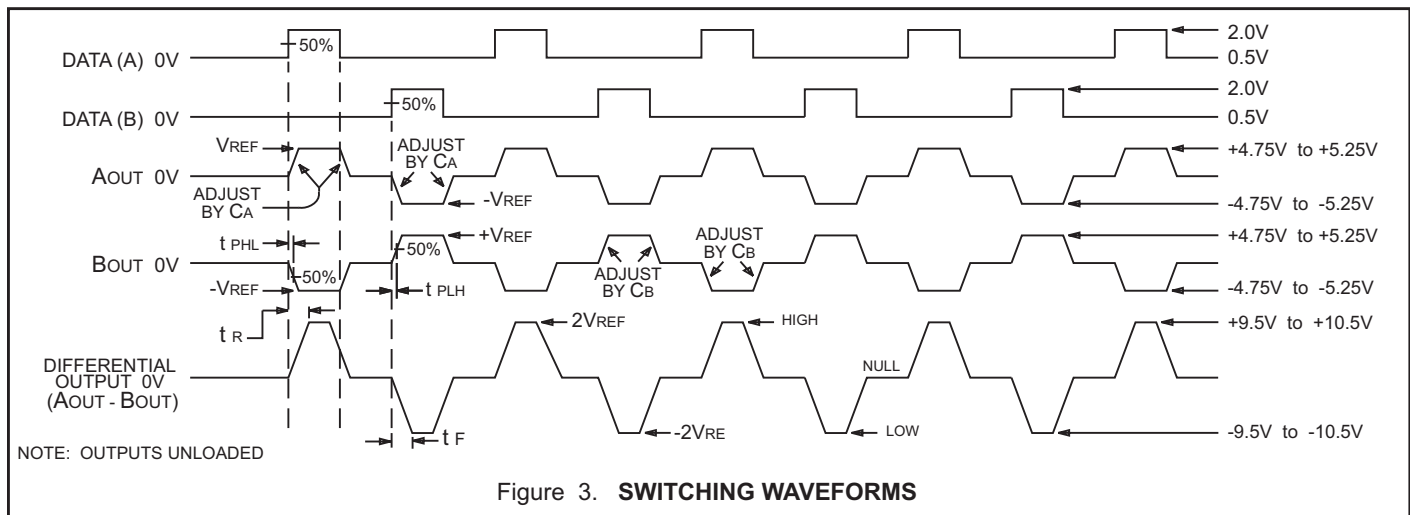 DATA (A) 0V
50%
2.0V
0.5V
DATA (B) 0V
50%
2.0V
0.5V
VREF
AOUT 0V
ADJUST
BY CA
ADJUST
BY CA
-VREF
+4.75V to +5.25V
-4.75V to -5.25V
t PHL
BOUT 0V
-VREF
50%
+VREF
50%
t PLH
ADJUST
BY CB
ADJUST
BY CB
+4.75V to +5.25V
-4.75V to -5.25V
t R
2VREF
HIGH
+9.5V to +10.5V
DIFFERENTIAL
OUTPUT 0V
(AOUT - BOUT)
NULL
t F
-2VRE
LOW
-9.5V to -10.5V
NOTE: OUTPUTS UNLOADED
Figure 3. SWITCHING WAVEFORMS